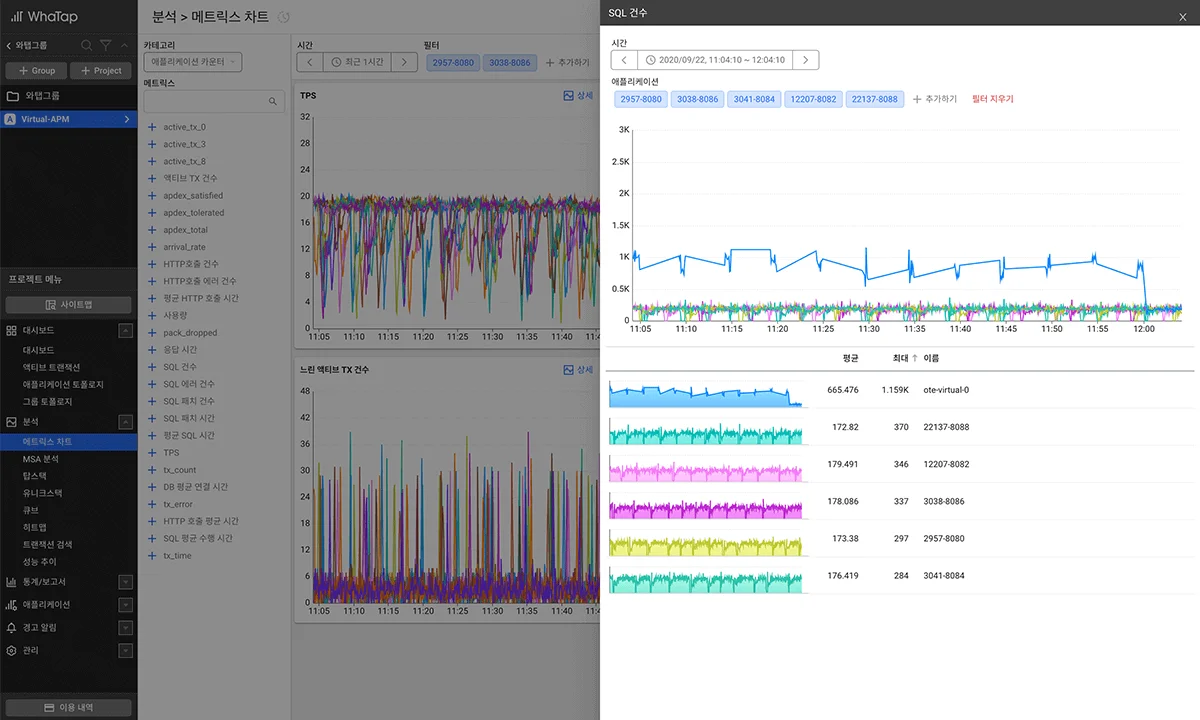 WhaTap
와탭그룹
+ Group
+ Project
와탭그룹
A Virtual-APM
프로젝트 메뉴
사이트맵
대시보드
대시보드
액티브 트랜잭션
애플리케이션 토폴로지
그룹 토폴로지
분석
메트릭스 차트
MSA 분석
탑스택
유니크스택
큐브
히트맵
트랜잭션 검색
성능 추이
통계/보고서
애플리케이션
경고 알림
관리
이용 내역
분석 > 메트릭스 차트
카테고리
애플리케이션 카운터
메트릭스
+ active_tx_0
+ active_tx_3
+ active_tx_8
+ 액티브 TX 건수
+ apdex_satisfied
+ apdex_tolerated
+ apdex_total
+ arrival_rate
+ HTTP호출 건수
+ HTTP호출 에러 건수
+ 평균 HTTP 호출 시간
+ 사용량
+ pack_dropped
+ 응답 시간
+ SQL 건수
+ SQL 에러 건수
+ SQL 패치 건수
+ SQL 패치 시간
+ 평균 SQL 시간
+ TPS
+ tx_count
+ DB 평균 연결 시간
+ tx_error
+ HTTP 호출 평균 시간
+ SQL 평균 수행 시간
+ tx_time
시간
필터
< 최근 1시간 >
2957-8080
3038-8086
+ 추가하기
TPS
상세
32
28
24
20
16
12
8
4
0
11:05 11:10 11:15 11:20 11:25 11:30 11:35 11:40
느린 액티브 TX 건수
상세
48
42
36
30
24
18
12
6
0
11:05 11:10 11:15 11:20 11:25 11:30 11:35 11:40
SQL 건수
X
시간
< 2020/09/22, 11:04:10 ~ 12:04:10 >
애플리케이션
2957-8080 3038-8086 3041-8084 12207-8082 22137-8088 + 추가하기 필터 지우기
3K
2.5K
2K
1.5K
1K
0.5K
0
11:05 11:10 11:15 11:20 11:25 11:30 11:35 11:40 11:45 11:50 11:55 12:00
평균 최대 ↑ 이름
665.476 1.159K ote-virtual-0
172.82 370 22137-8088
179.491 346 12207-8082
178.086 337 3038-8086
173.38 297 2957-8080
176.419 284 3041-8084